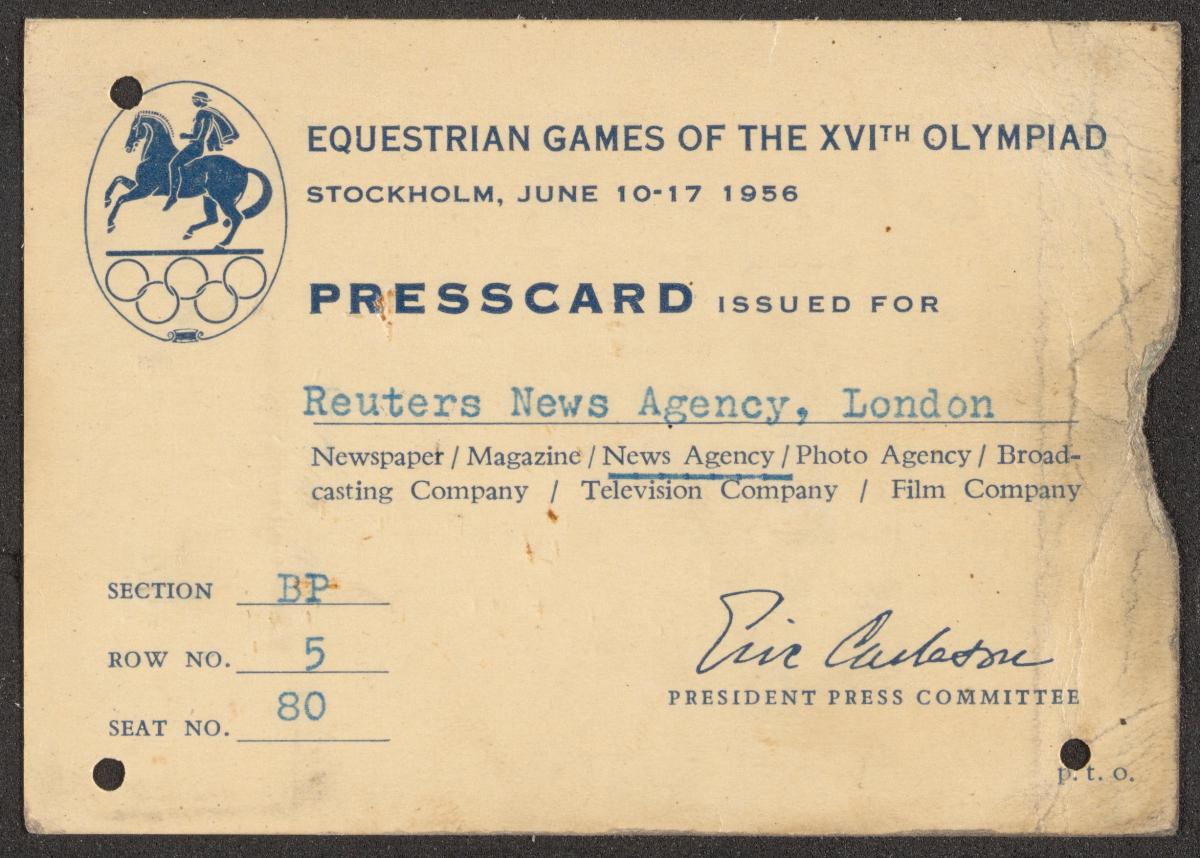 EQUESTRIAN GAMES OF THE XVITH OLYMPIAD
STOCKHOLM, JUNE 10-17 1956
PRESSCARD ISSUED FOR
Reuters News Agency, London
Newspaper / Magazine / News Agency / Photo Agency / Broad-
casting Company / Television Company / Film Company
SECTION BP
ROW NO. 5
SEAT NO. 80
Eric Carlsson
PRESIDENT PRESS COMMITTEE
p. t. o.